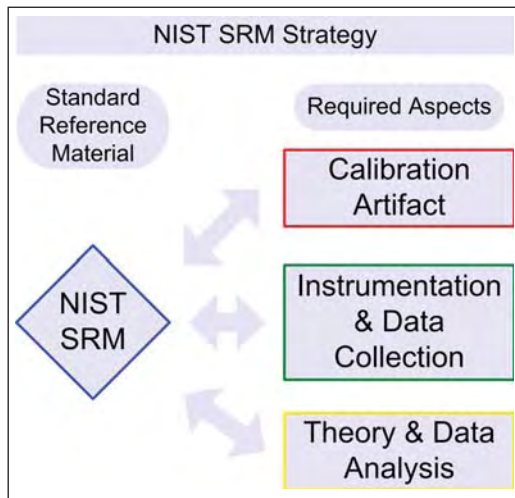 NIST SRM Strategy
Standard
Reference
Material
Required Aspects
Calibration
Artifact
NIST
SRM
Instrumentation
& Data
Collection
Theory & Data
Analysis